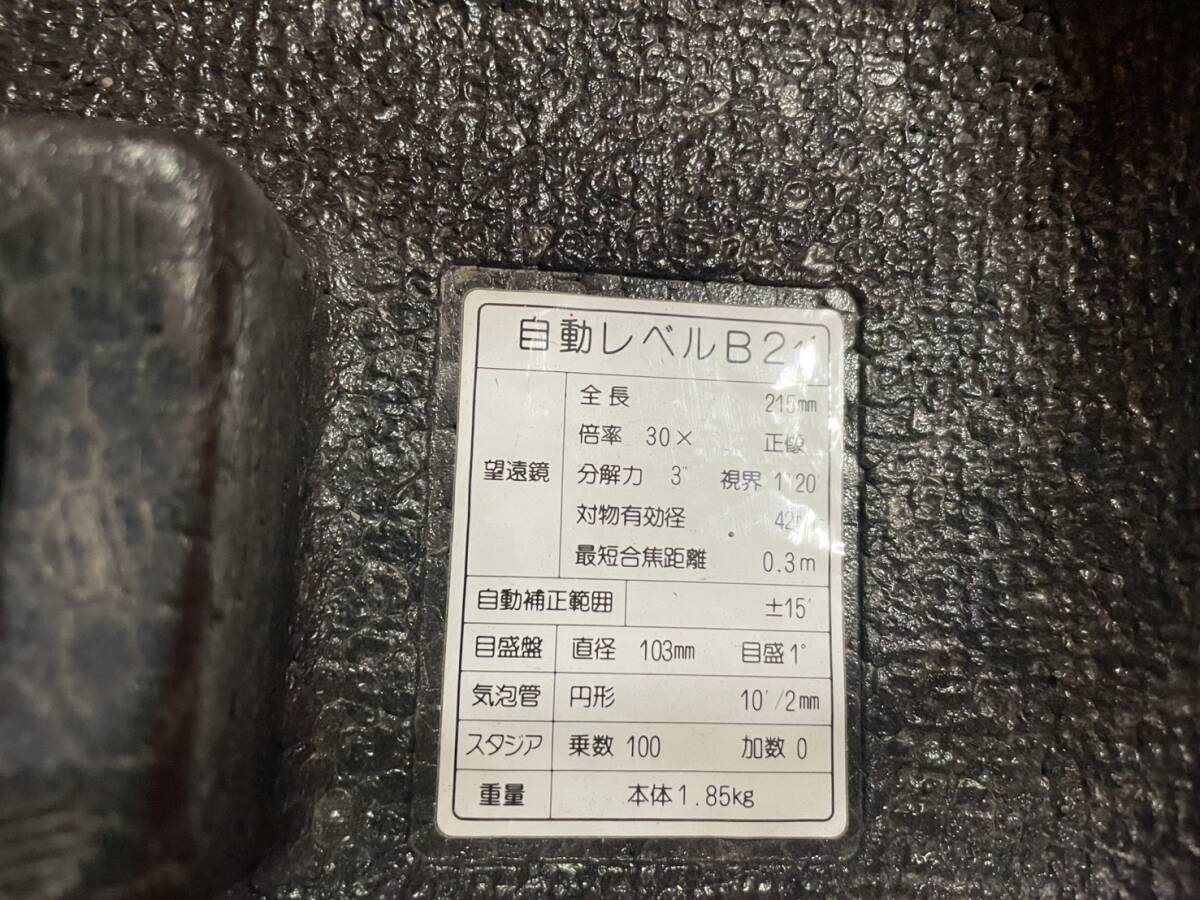 自動レベルB2
望遠鏡
全長 215mm
倍率 30× 正像
分解力 3" 視界 1°20'
対物有効径 42
最短合焦距離 0.3m
自動補正範囲 ±15'
目盛盤 直径 103mm 目盛1°
気泡管 円形 10'/2mm
スタジア 乗数 100 加数 0
重量 本体1.85kg